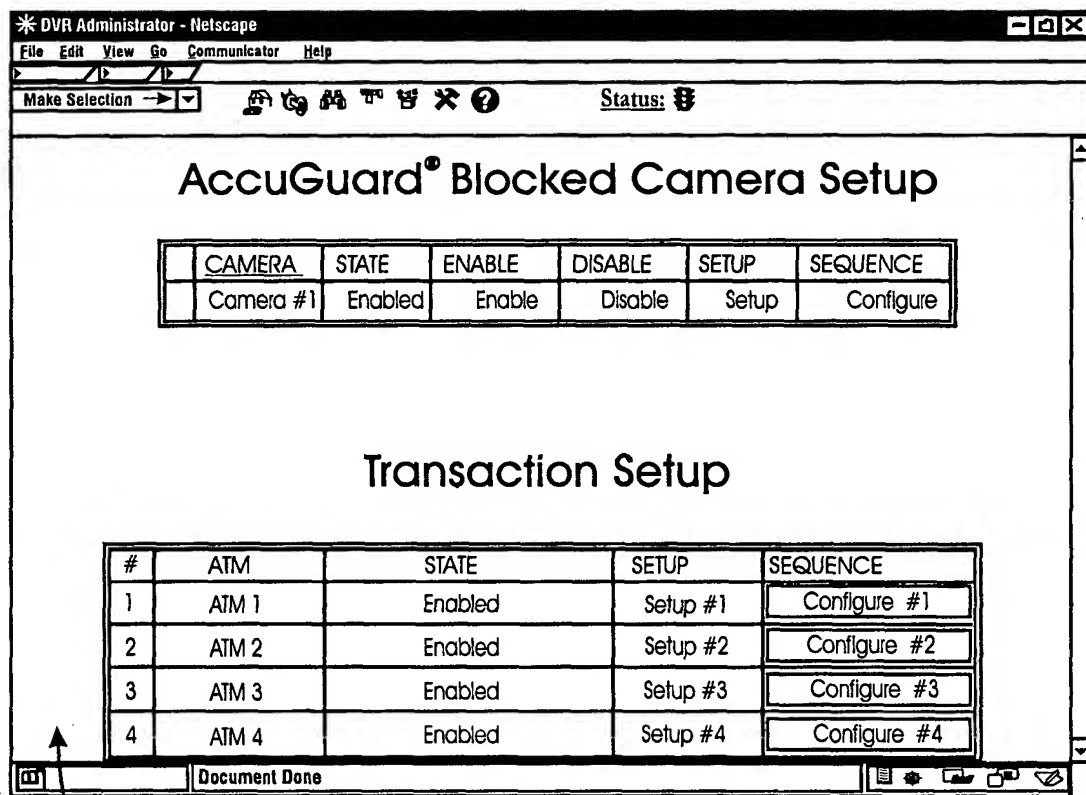 DVR Administrator - Netscape
File Edit View Go Communicator Help
Make Selection
Status:
AccuGuard® Blocked Camera Setup
CAMERA STATE ENABLE DISABLE SETUP SEQUENCE
Camera #1 Enabled Enable Disable Setup Configure
Transaction Setup
# ATM STATE SETUP SEQUENCE
1 ATM 1 Enabled Setup #1 Configure #1
2 ATM 2 Enabled Setup #2 Configure #2
3 ATM 3 Enabled Setup #3 Configure #3
4 ATM 4 Enabled Setup #4 Configure #4
Document Done